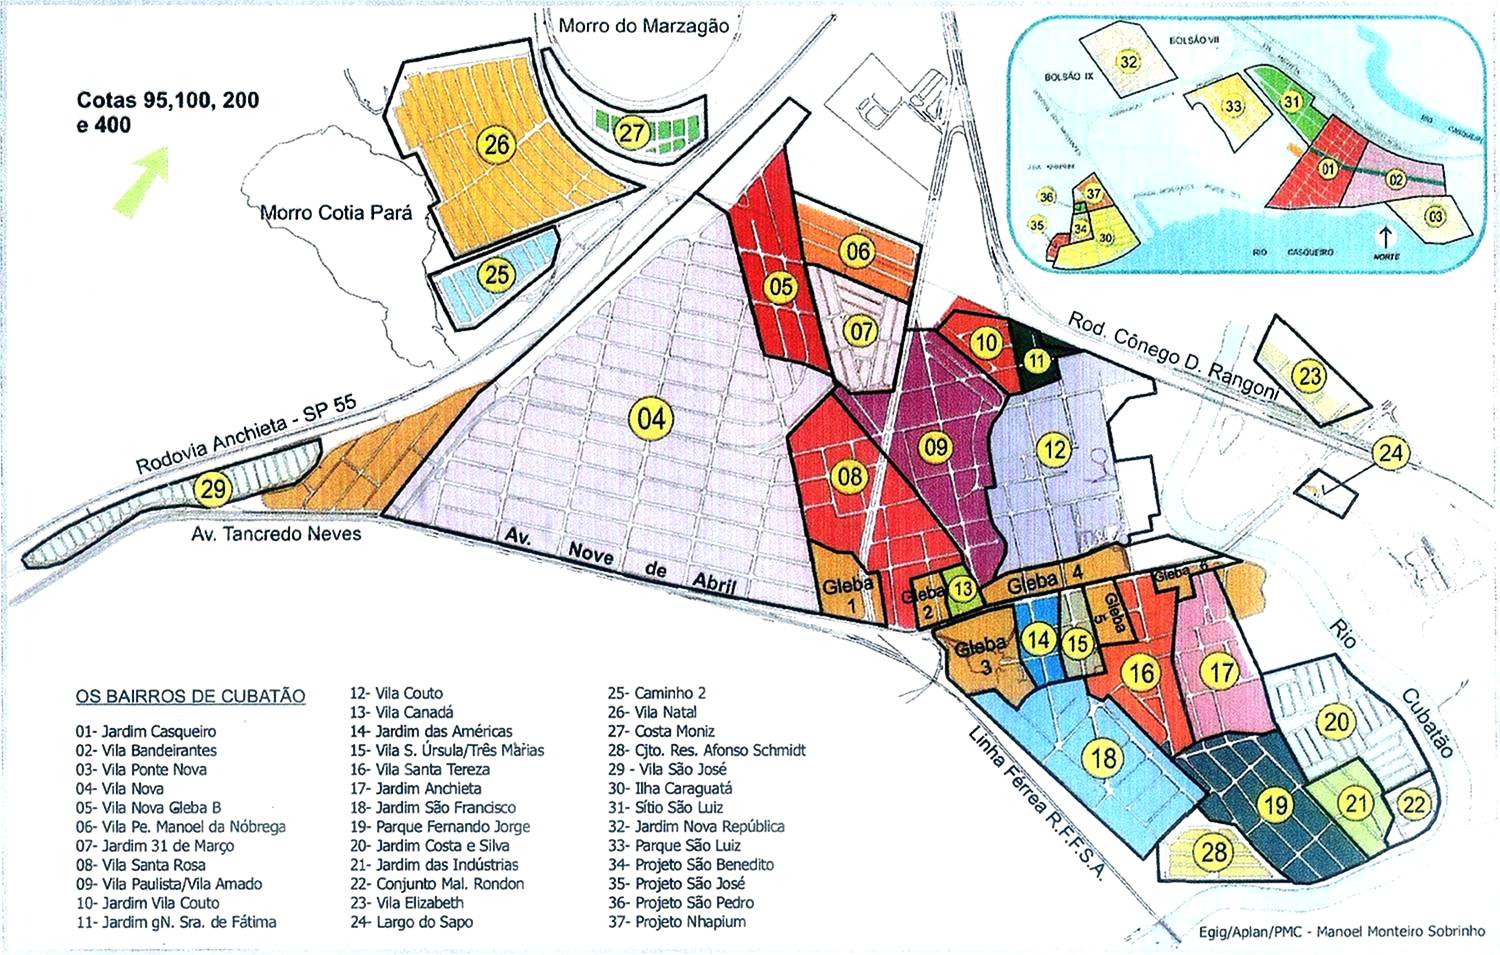 Morro do Marzagão
Cotas 95,100, 200
e 400
26
27
Morro Cotia Pará
25
06
05
07
10
11
04
09
12
08
Rod. Cônego D. Rangoni
23
24
Rodovia Anchieta - SP 55
29
Av. Tancredo Neves
Av. Nove de Abril
Gleba
1
Gleba
2
13
Gleba 4
Gleba
5
Gleba 6
Gleba
3
14
15
16
17
18
19
20
21
22
28
Rio
Cubatão
Linha Férrea R.F.F.S.A.
BOLSÃO VII
BOLSÃO IX
32
33
31
RIO CASQUEIRO
01
02
03
36
37
35
34
30
RIO CASQUEIRO
NORTE
OS BAIRROS DE CUBATÃO
01- Jardim Casqueiro
02- Vila Bandeirantes
03- Vila Ponte Nova
04- Vila Nova
05- Vila Nova Gleba B
06- Vila Pe. Manoel da Nóbrega
07- Jardim 31 de Março
08- Vila Santa Rosa
09- Vila Paulista/Vila Amado
10- Jardim Vila Couto
11- Jardim gN. Sra. de Fátima
12- Vila Couto
13- Vila Canadá
14- Jardim das Américas
15- Vila S. Úrsula/Três Marias
16- Vila Santa Tereza
17- Jardim Anchieta
18- Jardim São Francisco
19- Parque Fernando Jorge
20- Jardim Costa e Silva
21- Jardim das Indústrias
22- Conjunto Mal. Rondon
23- Vila Elizabeth
24- Largo do Sapo
25- Caminho 2
26- Vila Natal
27- Costa Moniz
28- Cjto. Res. Afonso Schmidt
29 - Vila São José
30- Ilha Caraguatá
31- Sítio São Luiz
32- Jardim Nova República
33- Parque São Luiz
34- Projeto São Benedito
35- Projeto São José
36- Projeto São Pedro
37- Projeto Nhapium
Egig/Aplan/PMC - Manoel Monteiro Sobrinho